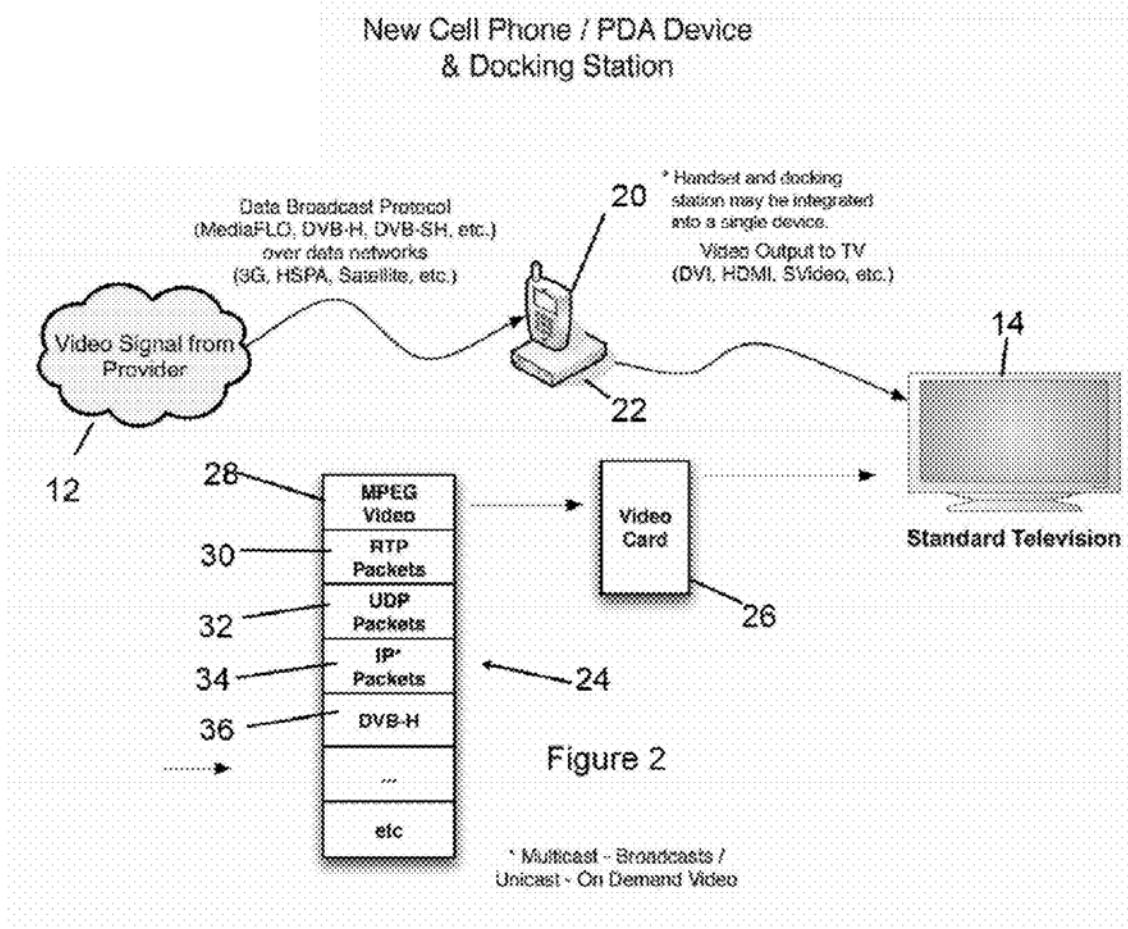 New Cell Phone / PDA Device
& Docking Station
Data Broadcast Protocol
(MediaFLO, DVB-H, DVB-SH, etc.)
over data networks
(3G, HSPA, Satellite, etc.)
20
* Handset and docking
station may be integrated
into a single device.
Video Output to TV
(DVI, HDMI, SVideo, etc.)
14
Video Signal from
Provider
22
12
28
MPEG
Video
Video
Card
Standard Television
30
RTP
Packets
26
32
UDP
Packets
34
IP*
Packets
24
36
DVB-H
Figure 2
...
etc
* Multicast - Broadcasts /
Unicast - On Demand Video